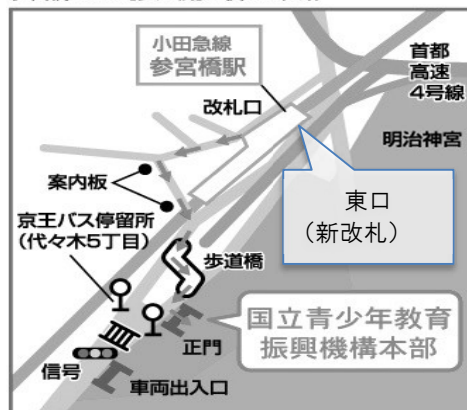 小田急線
参宮橋駅
改札口
首都
高速
4号線
明治神宮
東口
（新改札）
案内板
京王バス停留所
（代々木5丁目）
歩道橋
国立青少年教育
振興機構本部
正門
信号
車両出入口